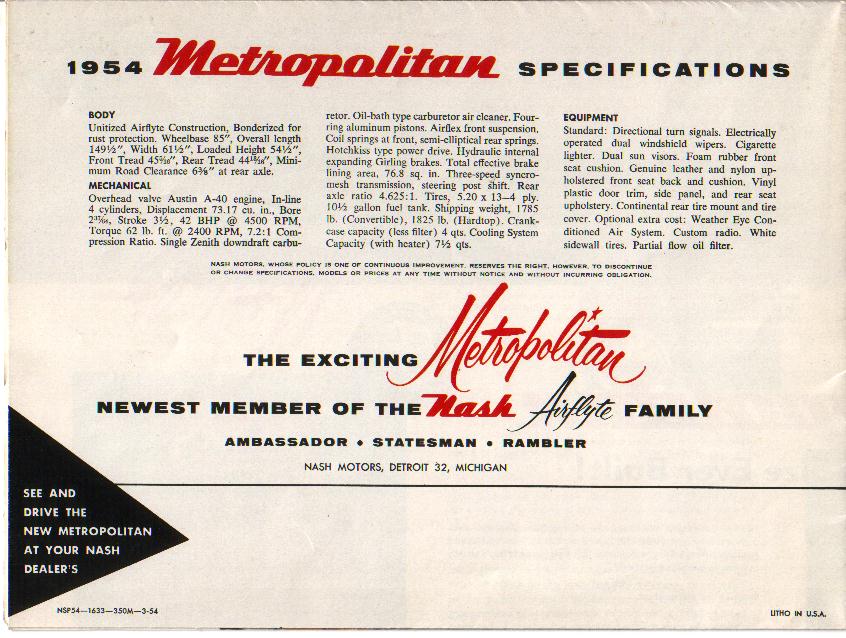 1954 Metropolitan SPECIFICATIONS
BODY
Unitized Airflyte Construction, Bonderized for
rust protection. Wheelbase 85", Overall length
149½", Width 61½", Loaded Height 54½",
Front Tread 45⁵⁄₁₆", Rear Tread 44¹³⁄₁₆", Mini-
mum Road Clearance 6⅜" at rear axle.
MECHANICAL
Overhead valve Austin A-40 engine, In-line
4 cylinders, Displacement 73.17 cu. in., Bore
2⁹⁄₁₆, Stroke 3½, 42 BHP @ 4500 RPM,
Torque 62 lb. ft. @ 2400 RPM, 7.2:1 Com-
pression Ratio. Single Zenith downdraft carbu-
retor. Oil-bath type carburetor air cleaner. Four-
ring aluminum pistons. Airflex front suspension.
Coil springs at front, semi-elliptical rear springs.
Hotchkiss type power drive. Hydraulic internal
expanding Girling brakes. Total effective brake
lining area, 76.8 sq. in. Three-speed syncro-
mesh transmission, steering post shift. Rear
axle ratio 4.625:1. Tires, 5.20 x 13—4 ply.
10½ gallon fuel tank. Shipping weight, 1785
lb. (Convertible), 1825 lb. (Hardtop). Crank-
case capacity (less filter) 4 qts. Cooling System
Capacity (with heater) 7½ qts.
EQUIPMENT
Standard: Directional turn signals. Electrically
operated dual windshield wipers. Cigarette
lighter. Dual sun visors. Foam rubber front
seat cushion. Genuine leather and nylon up-
holstered front seat back and cushion. Vinyl
plastic door trim, side panel, and rear seat
upholstery. Continental rear tire mount and tire
cover. Optional extra cost: Weather Eye Con-
ditioned Air System. Custom radio. White
sidewall tires. Partial flow oil filter.
NASH MOTORS, WHOSE POLICY IS ONE OF CONTINUOUS IMPROVEMENT, RESERVES THE RIGHT, HOWEVER, TO DISCONTINUE
OR CHANGE SPECIFICATIONS, MODELS OR PRICES AT ANY TIME WITHOUT NOTICE AND WITHOUT INCURRING OBLIGATION.
THE EXCITING Metropolitan
NEWEST MEMBER OF THE Nash Airflyte FAMILY
AMBASSADOR • STATESMAN • RAMBLER
NASH MOTORS, DETROIT 32, MICHIGAN
SEE AND
DRIVE THE
NEW METROPOLITAN
AT YOUR NASH
DEALER'S
NSP54—1633—350M—3-54
LITHO IN U.S.A.